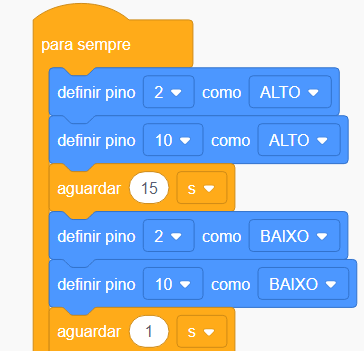 para sempre
definir pino 2 como ALTO
definir pino 10 como ALTO
aguardar 15 s
definir pino 2 como BAIXO
definir pino 10 como BAIXO
aguardar 1 s